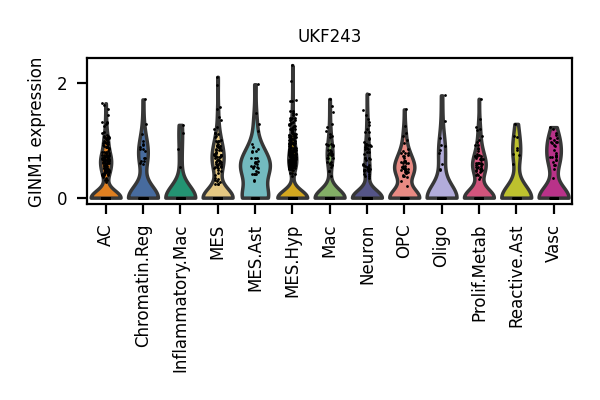 UKF243
GINM1 expression
2
0
AC
Chromatin.Reg
Inflammatory.Mac
MES
MES.Ast
MES.Hyp
Mac
Neuron
OPC
Oligo
Prolif.Metab
Reactive.Ast
Vasc